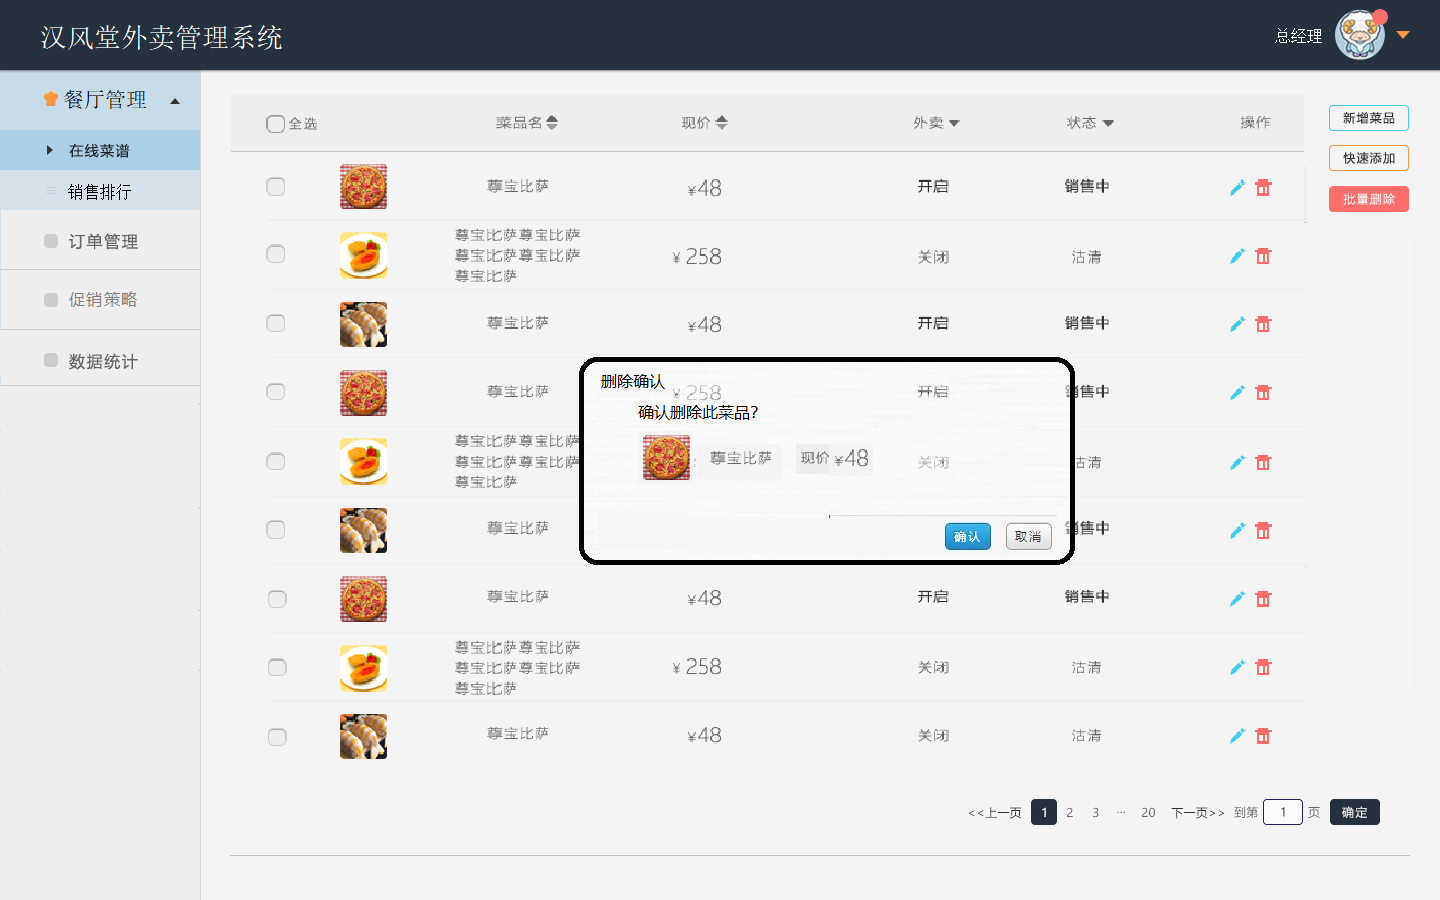 汉风堂外卖管理系统
总经理
餐厅管理
在线菜谱
销售排行
订单管理
促销策略
数据统计
全选 菜品名 现价 外卖 状态 操作
新增菜品
快速添加
批量删除
尊宝比萨 ¥48 开启 销售中
尊宝比萨尊宝比萨
尊宝比萨尊宝比萨 ¥ 258 关闭 沽清
尊宝比萨
尊宝比萨 ¥48 开启 销售中
尊宝比萨 ¥ 258 开启 销售中
尊宝比萨尊宝比萨
尊宝比萨尊宝比萨 关闭 沽清
尊宝比萨
尊宝比萨 销售中
删除确认
确认删除此菜品?
尊宝比萨 现价 ¥48
确认 取消
尊宝比萨 ¥48 开启 销售中
尊宝比萨尊宝比萨
尊宝比萨尊宝比萨 ¥ 258 关闭 沽清
尊宝比萨
尊宝比萨 ¥48 关闭 沽清
<<上一页 1 2 3 ... 20 下一页>> 到第 1 页 确定